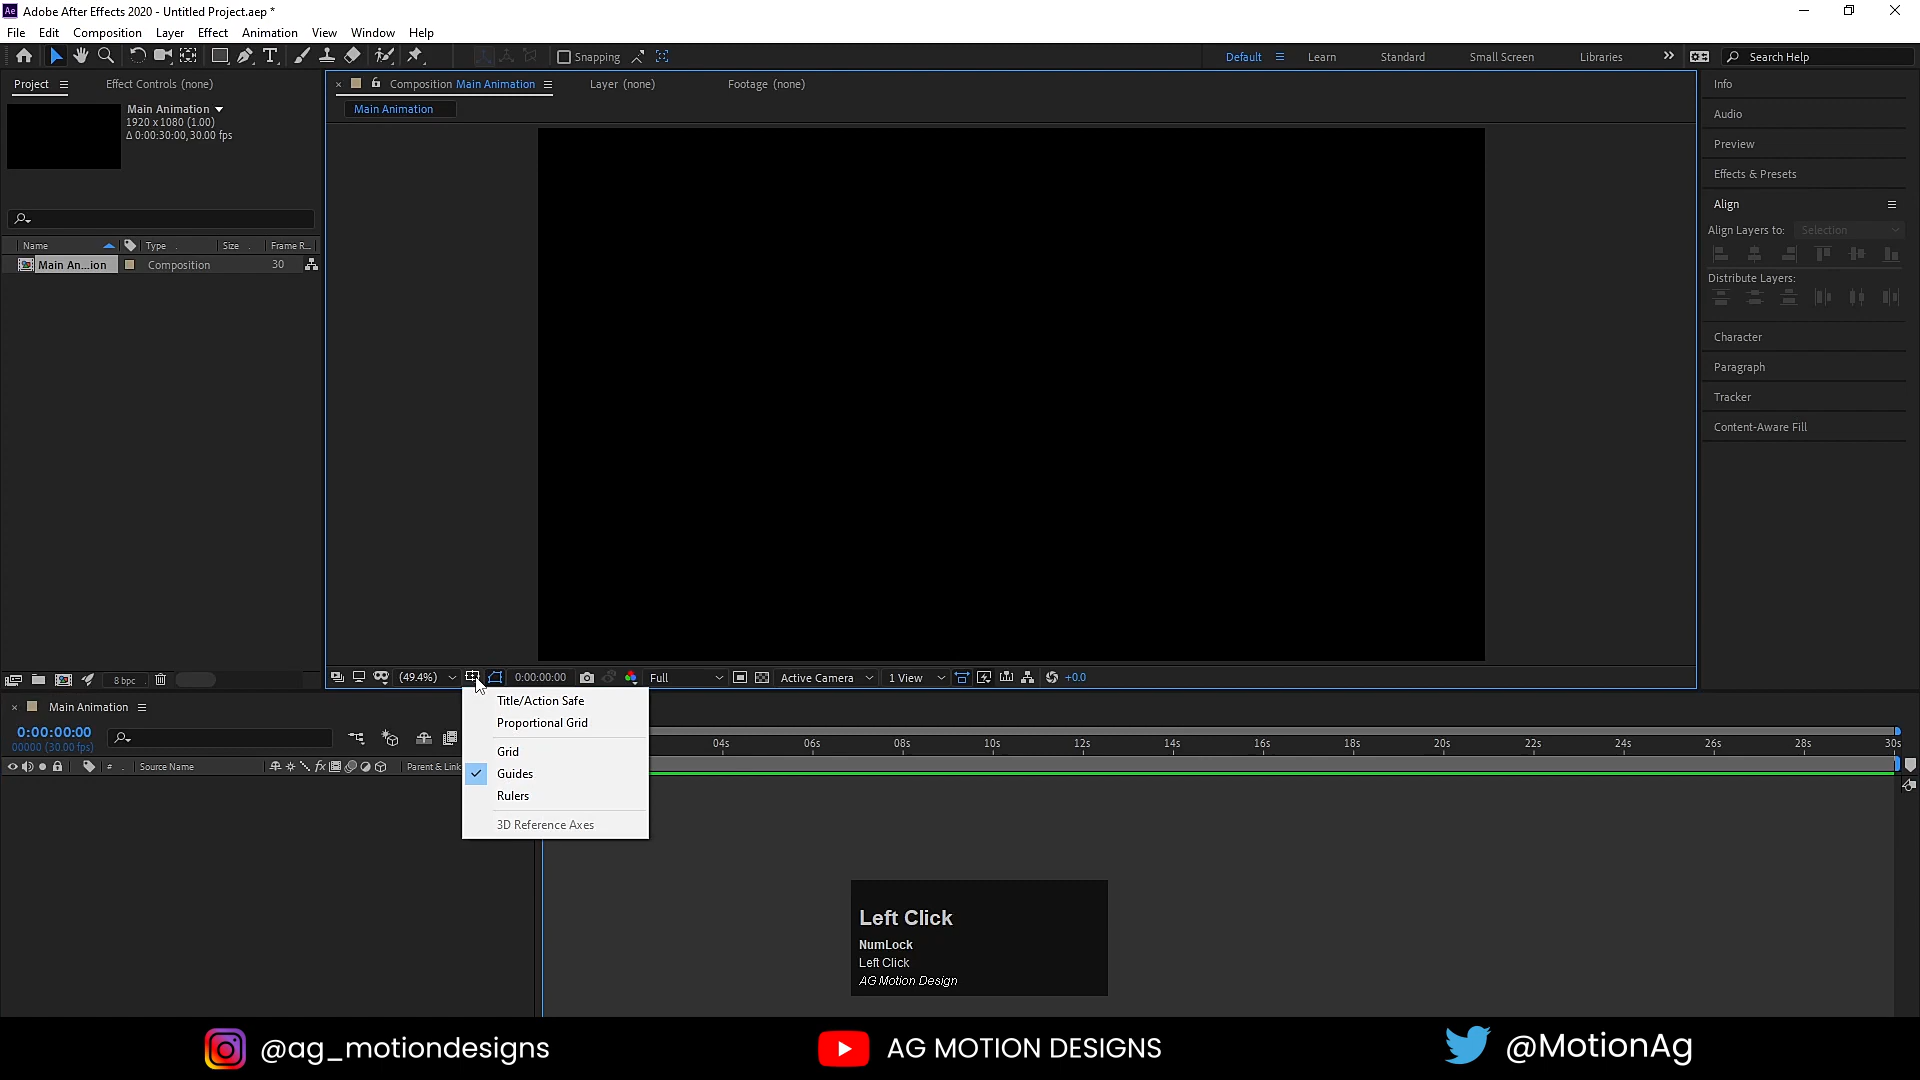 Ae Adobe After Effects 2020 - Untitled Project.aep *
File Edit Composition Layer Effect Animation View Window Help
Snapping
Default Learn Standard Small Screen Libraries Search Help
Project Effect Controls (none)
Composition Main Animation Layer (none) Footage (none)
Main Animation
Main Animation
1920 x 1080 (1.00)
Δ 0:00:30:00, 30.00 fps
Name Type Size Frame R...
Main An...ion Composition 30
8 bpc
Info
Audio
Preview
Effects & Presets
Align
Align Layers to: Selection
Distribute Layers:
Character
Paragraph
Tracker
Content-Aware Fill
(49.4%) 0:00:00:00 Full Active Camera 1 View +0.0
Title/Action Safe
Proportional Grid
Grid
Guides
Rulers
3D Reference Axes
Main Animation
0:00:00:00
00000 (30.00 fps)
04s 06s 08s 10s 12s 14s 16s 18s 20s 22s 24s 26s 28s 30s
# Source Name fx Parent & Link
Left Click
NumLock
Left Click
AG Motion Design
@ag_motiondesigns
AG MOTION DESIGNS
@MotionAg